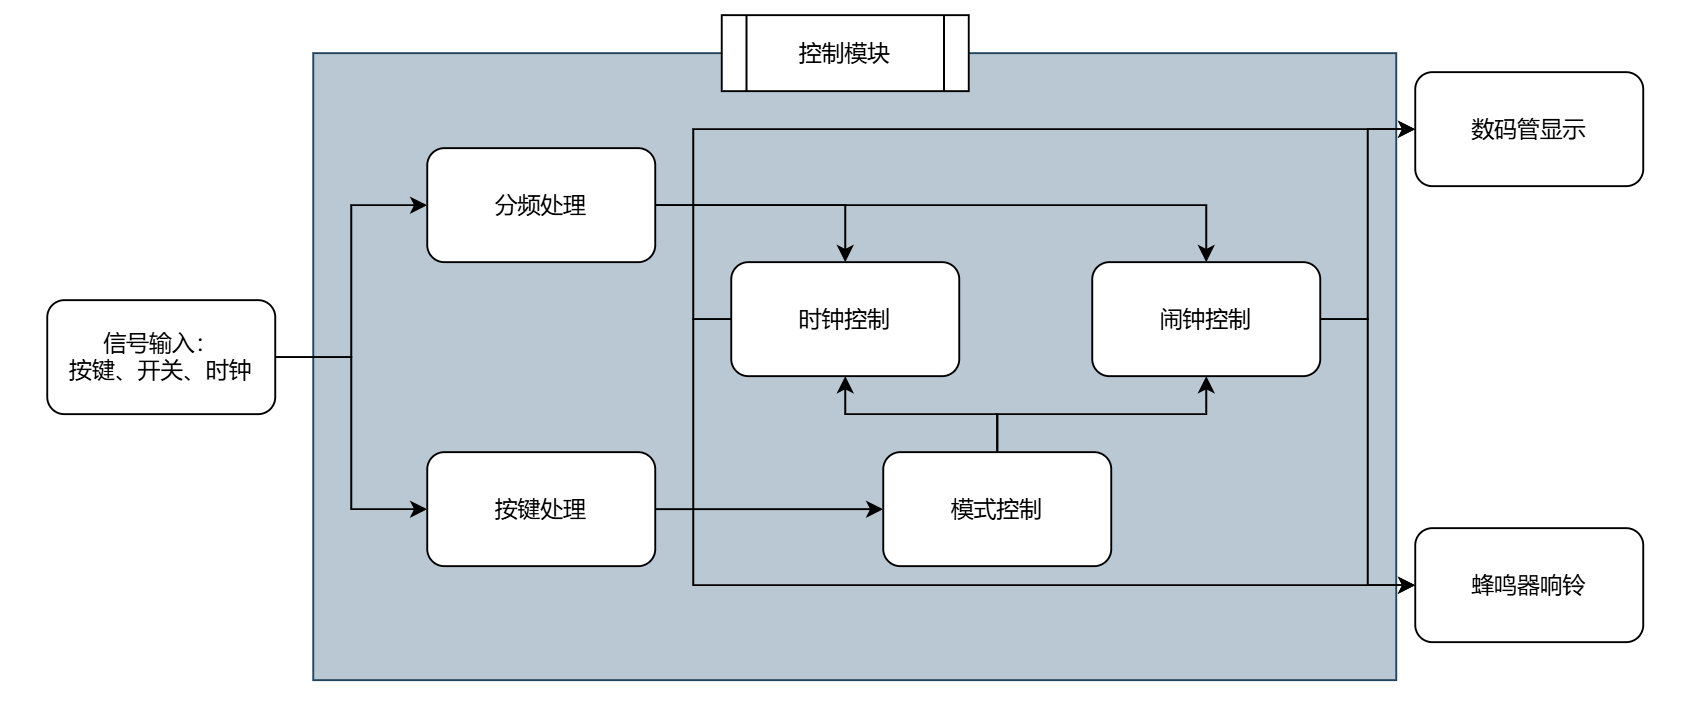 控制模块
数码管显示
分频处理
时钟控制
闹钟控制
信号输入：
按键、开关、时钟
按键处理
模式控制
蜂鸣器响铃